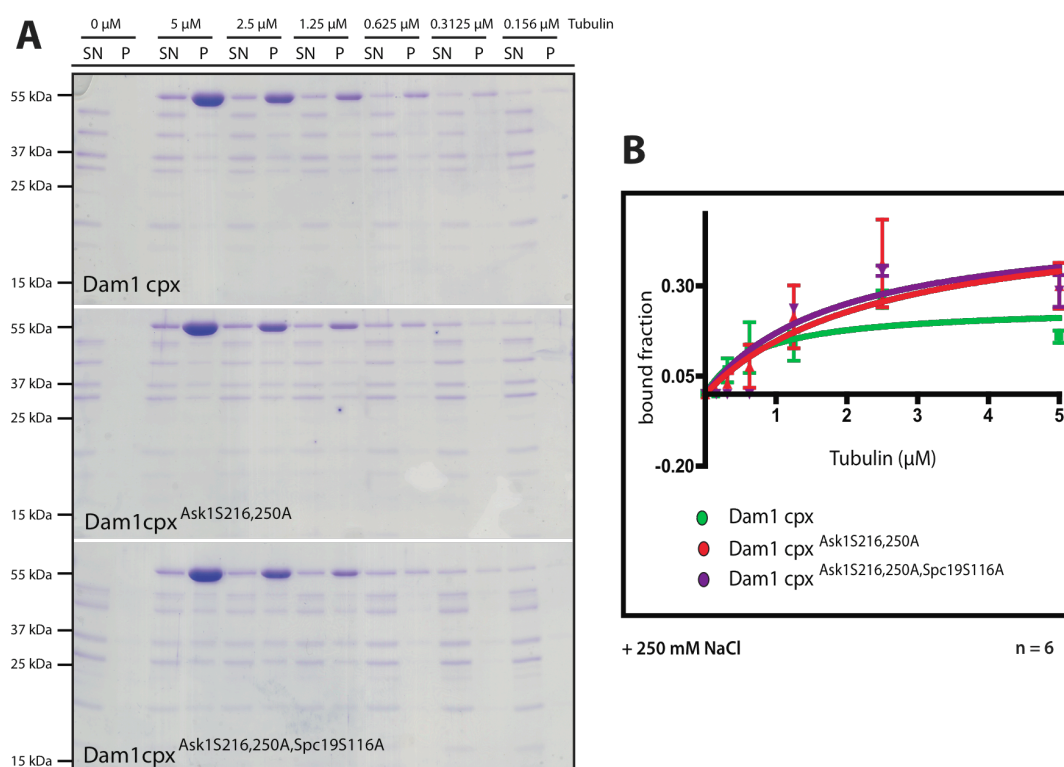 A
0 µM 5 µM 2.5 µM 1.25 µM 0.625 µM 0.3125 µM 0.156 µM Tubulin
SN P SN P SN P SN P SN P SN P SN P
55 kDa
37 kDa
25 kDa
15 kDa
Dam1 cpx
55 kDa
37 kDa
25 kDa
15 kDa
Dam1cpx Ask1S216,250A
55 kDa
37 kDa
25 kDa
15 kDa
Dam1cpx Ask1S216,250A,Spc19S116A
B
bound fraction
0.30
0.05
-0.20
1 2 3 4 5
Tubulin (µM)
Dam1 cpx
Dam1 cpx Ask1S216,250A
Dam1 cpx Ask1S216,250A,Spc19S116A
+ 250 mM NaCl n = 6